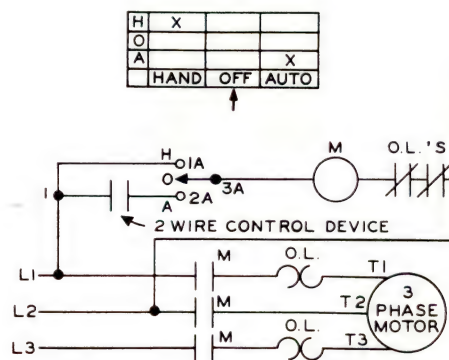 H X
O
A X
HAND OFF AUTO
M O.L.'S
H 1A
O 3A
1 A 2A
2 WIRE CONTROL DEVICE
L1 M O.L. T1
L2 M T2 3 PHASE MOTOR
L3 M O.L. T3